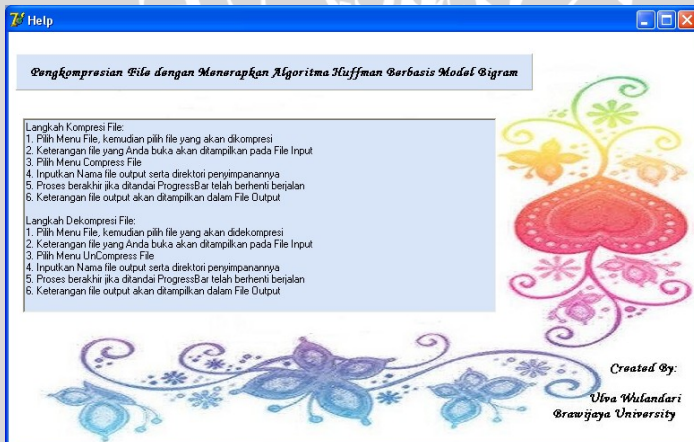 Help
Pengkompresian File dengan Menerapkan Algoritma Huffman Berbasis Model Bigram
Langkah Kompresi File:
1. Pilih Menu File, kemudian pilih file yang akan dikompresi
2. Keterangan file yang Anda buka akan ditampilkan pada File Input
3. Pilih Menu Compress File
4. Inputkan Nama file output serta direktori penyimpanannya
5. Proses berakhir jika ditandai ProgressBar telah berhenti berjalan
6. Keterangan file output akan ditampilkan dalam File Output
Langkah Dekompresi File:
1. Pilih Menu File, kemudian pilih file yang akan didekompresi
2. Keterangan file yang Anda buka akan ditampilkan pada File Input
3. Pilih Menu UnCompress File
4. Inputkan Nama file output serta direktori penyimpanannya
5. Proses berakhir jika ditandai ProgressBar telah berhenti berjalan
6. Keterangan file output akan ditampilkan dalam File Output
Created By:
Ulva Wulandari
Brawijaya University